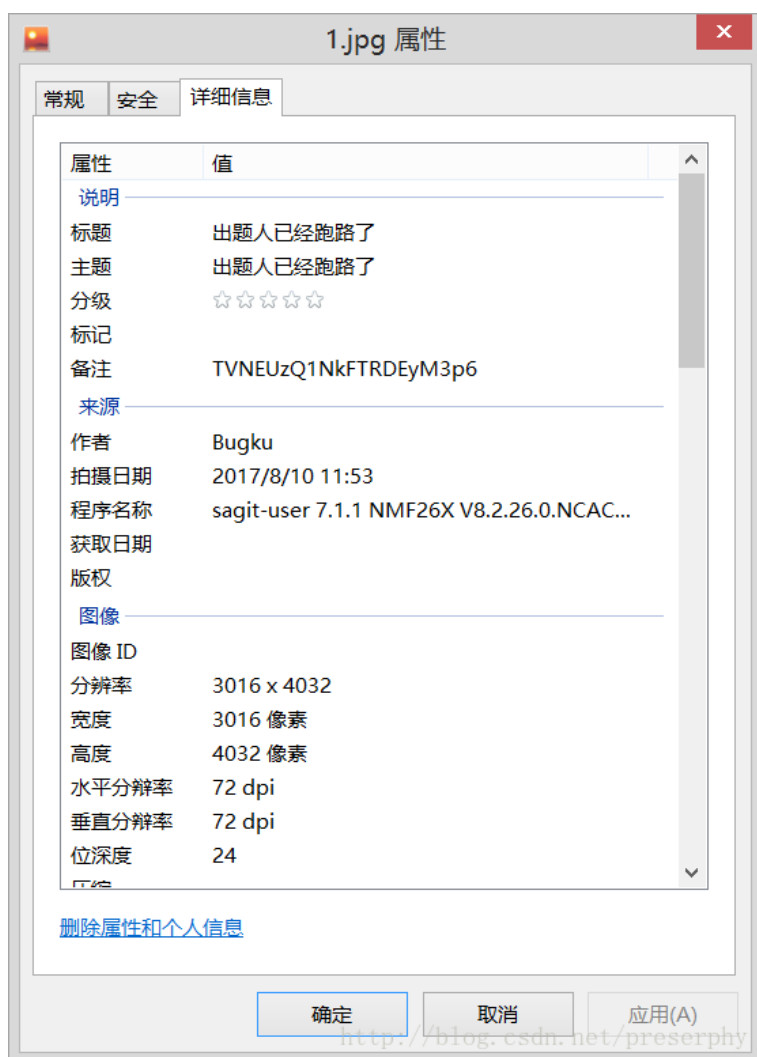 1.jpg 属性
常规 安全 详细信息
属性 值
说明
标题 出题人已经跑路了
主题 出题人已经跑路了
分级
标记
备注 TVNEUzQ1NkFTRDEyM3p6
来源
作者 Bugku
拍摄日期 2017/8/10 11:53
程序名称 sagit-user 7.1.1 NMF26X V8.2.26.0.NCAC...
获取日期
版权
图像
图像 ID
分辨率 3016 x 4032
宽度 3016 像素
高度 4032 像素
水平分辩率 72 dpi
垂直分辩率 72 dpi
位深度 24
删除属性和个人信息
确定 取消 应用(A)
http://blog.csdn.net/preserphy